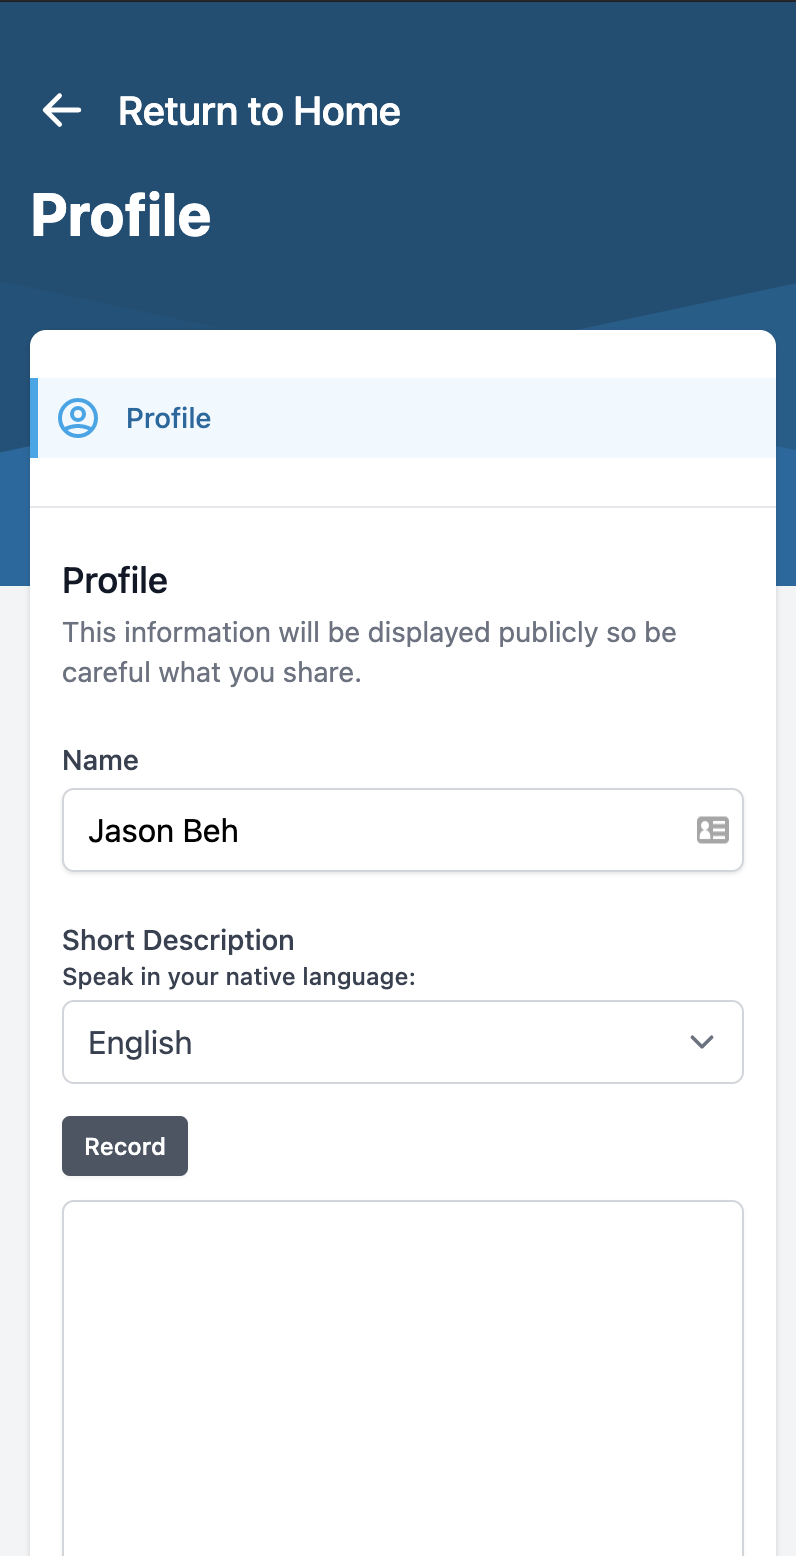 Return to Home
Profile
Profile
Profile
This information will be displayed publicly so be
careful what you share.
Name
Jason Beh
Short Description
Speak in your native language:
English
Record